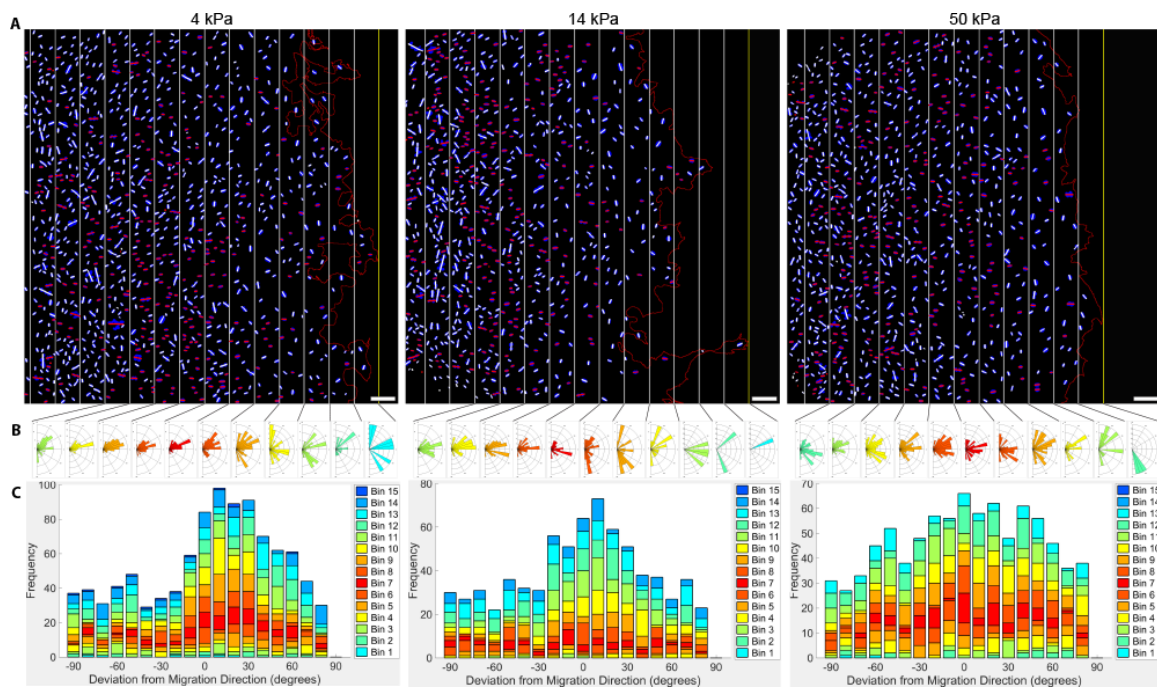 4 kPa 14 kPa 50 kPa
A
B
C
100
80
60
40
20
0
Frequency
-90 -60 -30 0 30 60 90
Deviation from Migration Direction (degrees)
Bin 15
Bin 14
Bin 13
Bin 12
Bin 11
Bin 10
Bin 9
Bin 8
Bin 7
Bin 6
Bin 5
Bin 4
Bin 3
Bin 2
Bin 1
80
60
40
20
0
Frequency
-90 -60 -30 0 30 60 90
Deviation from Migration Direction (degrees)
Bin 15
Bin 14
Bin 13
Bin 12
Bin 11
Bin 10
Bin 9
Bin 8
Bin 7
Bin 6
Bin 5
Bin 4
Bin 3
Bin 2
Bin 1
70
60
50
40
30
20
10
0
Frequency
-90 -60 -30 0 30 60 90
Deviation from Migration Direction (degrees)
Bin 15
Bin 14
Bin 13
Bin 12
Bin 11
Bin 10
Bin 9
Bin 8
Bin 7
Bin 6
Bin 5
Bin 4
Bin 3
Bin 2
Bin 1